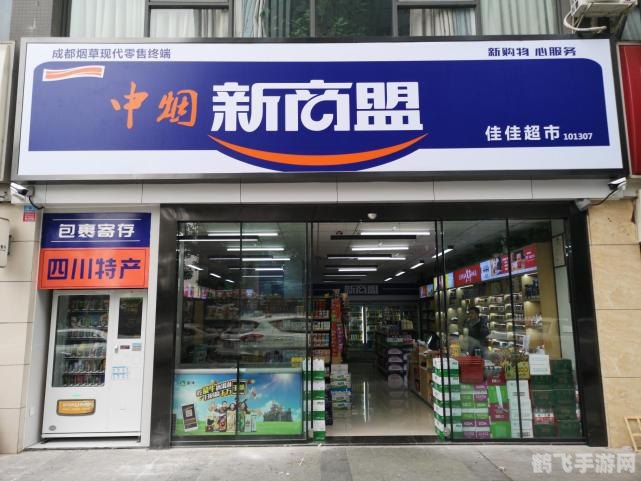 成都烟草现代零售终端
新购物 心服务
中烟 新商盟
佳佳超市 101307
包裹寄存
四川特产
新商盟
鹤飞手游网